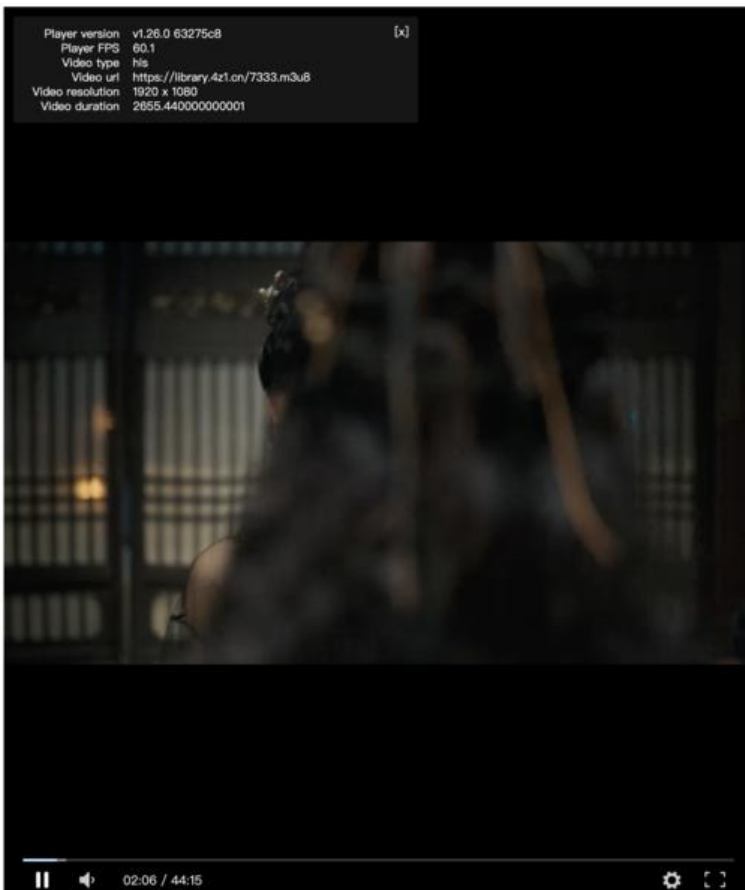 Player version v1.26.0 63275c8 [x]
Player FPS 60.1
Video type hls
Video url https://library.4z1.cn/7333.m3u8
Video resolution 1920 x 1080
Video duration 2655.440000000001
02:06 / 44:15